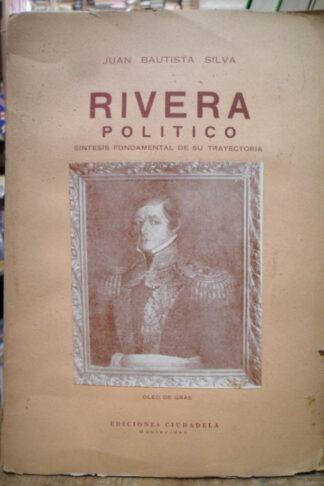 JUAN BAUTISTA SILVA
RIVERA
POLITICO
SINTESIS FUNDAMENTAL DE SU TRAYECTORIA
OLEO DE GRAS
EDICIONES CIUDADELA
Montevideo